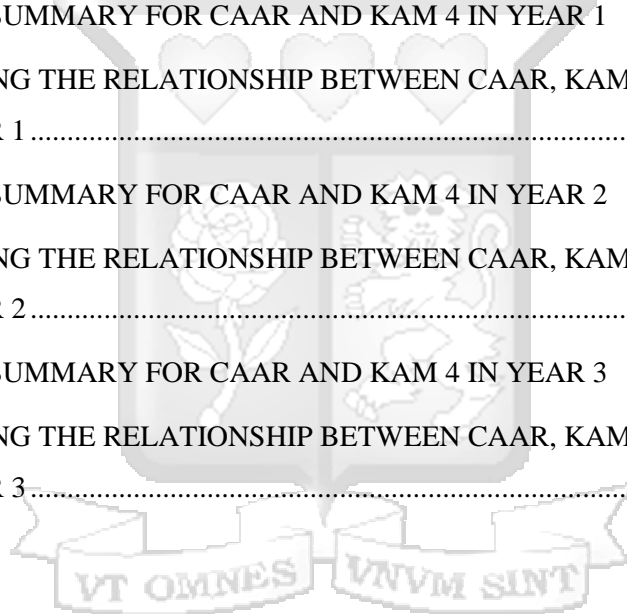 SUMMARY FOR CAAR AND KAM 4 IN YEAR 1
NG THE RELATIONSHIP BETWEEN CAAR, KAM
R 1 ........................................................................................
SUMMARY FOR CAAR AND KAM 4 IN YEAR 2
NG THE RELATIONSHIP BETWEEN CAAR, KAM
R 2 ........................................................................................
SUMMARY FOR CAAR AND KAM 4 IN YEAR 3
NG THE RELATIONSHIP BETWEEN CAAR, KAM
R 3 ........................................................................................
VT OMNES VNVM SINT